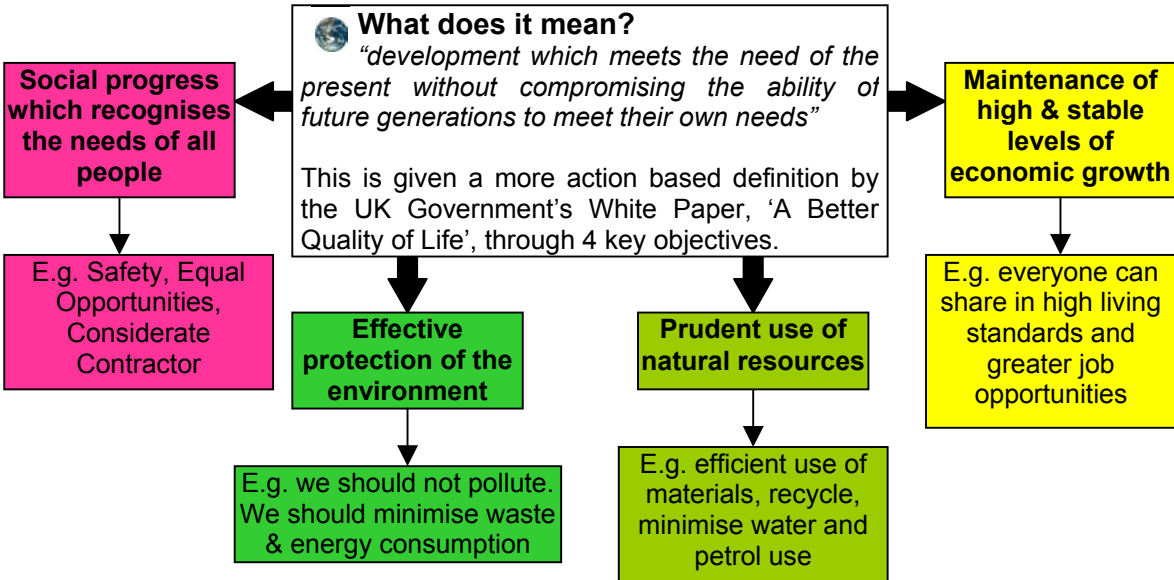 What does it mean?
“development which meets the need of the
present without compromising the ability of
future generations to meet their own needs”
This is given a more action based definition by
the UK Government’s White Paper, ‘A Better
Quality of Life’, through 4 key objectives.
Social progress
which recognises
the needs of all
people
E.g. Safety, Equal
Opportunities,
Considerate
Contractor
Effective
protection of the
environment
E.g. we should not pollute.
We should minimise waste
& energy consumption
Prudent use of
natural resources
E.g. efficient use of
materials, recycle,
minimise water and
petrol use
Maintenance of
high & stable
levels of
economic growth
E.g. everyone can
share in high living
standards and
greater job
opportunities